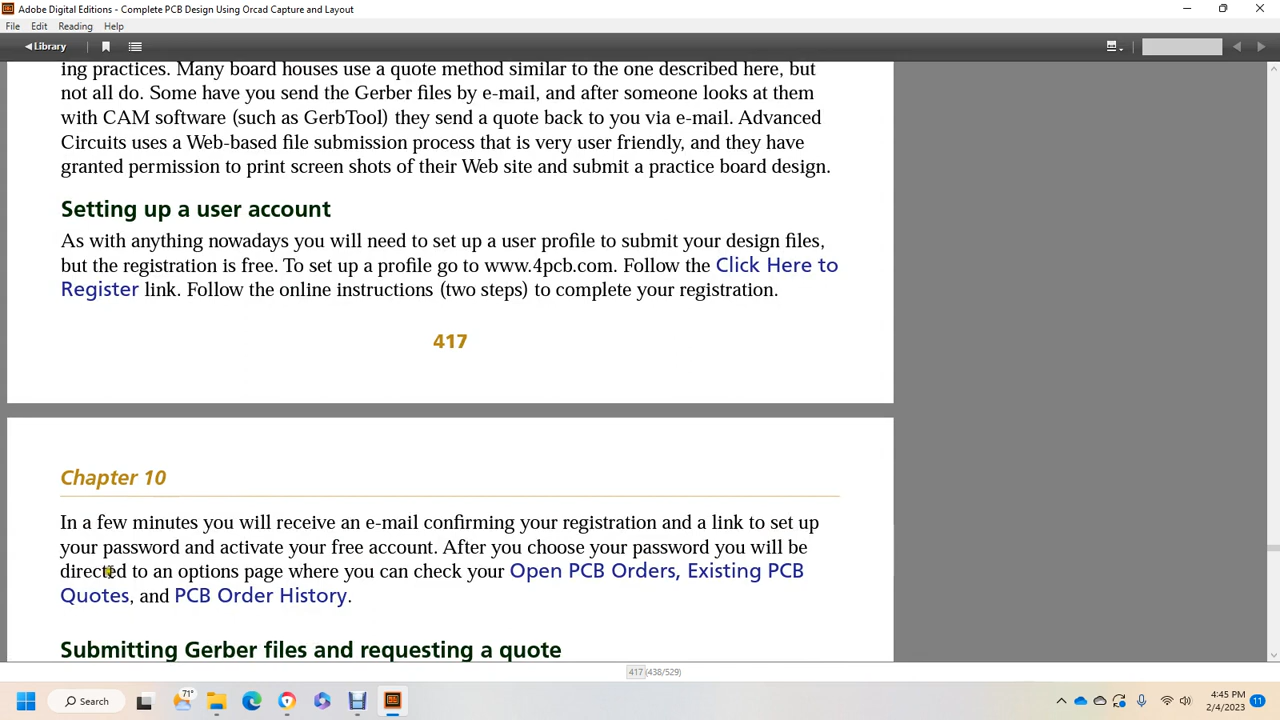 Adobe Digital Editions - Complete PCB Design Using Orcad Capture and Layout
File Edit Reading Help
Library
ing practices. Many board houses use a quote method similar to the one described here, but
not all do. Some have you send the Gerber files by e-mail, and after someone looks at them
with CAM software (such as GerbTool) they send a quote back to you via e-mail. Advanced
Circuits uses a Web-based file submission process that is very user friendly, and they have
granted permission to print screen shots of their Web site and submit a practice board design.
Setting up a user account
As with anything nowadays you will need to set up a user profile to submit your design files,
but the registration is free. To set up a profile go to www.4pcb.com. Follow the Click Here to
Register link. Follow the online instructions (two steps) to complete your registration.
417
Chapter 10
In a few minutes you will receive an e-mail confirming your registration and a link to set up
your password and activate your free account. After you choose your password you will be
directed to an options page where you can check your Open PCB Orders, Existing PCB
Quotes, and PCB Order History.
Submitting Gerber files and requesting a quote
417 (438/529)
71°
Search
4:45 PM
2/4/2023
11